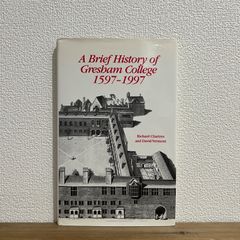 A Brief History of
Gresham College
1597–1997
Richard Chartres
and David Vermont